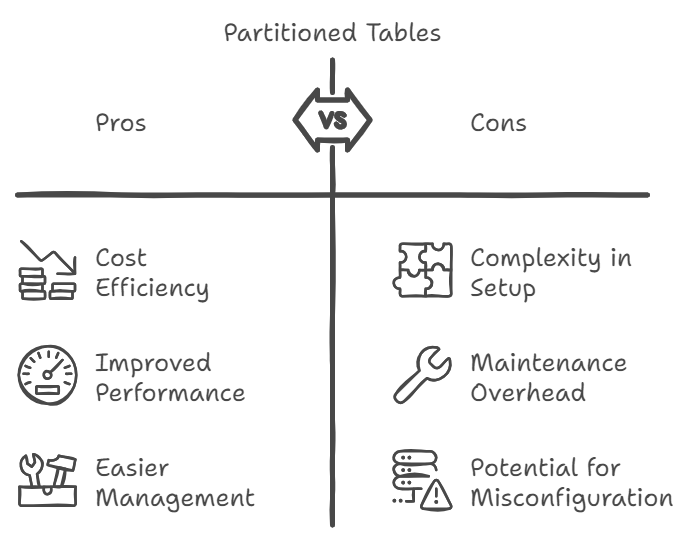 Partitioned Tables
Pros
VS
Cons
Cost
Efficiency
Complexity in
Setup
Improved
Performance
Maintenance
Overhead
Easier
Management
Potential for
Misconfiguration